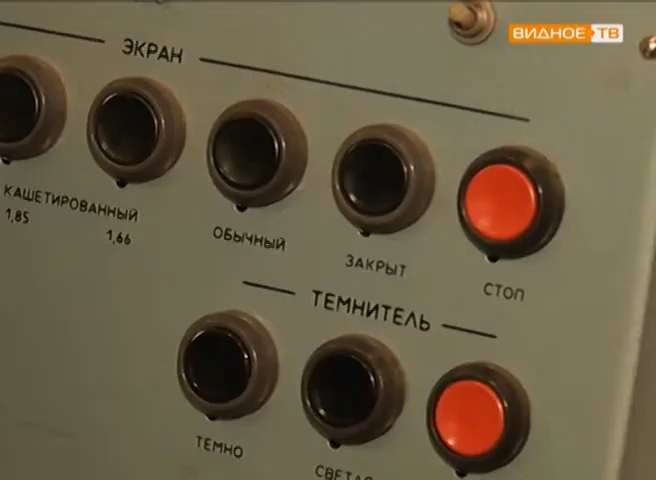 ВИДНОЕ ТВ
ЭКРАН
КАШЕТИРОВАННЫЙ
1,85
1,66
ОБЫЧНЫЙ
ЗАКРЫТ
СТОП
ТЕМНИТЕЛЬ
ТЕМНО